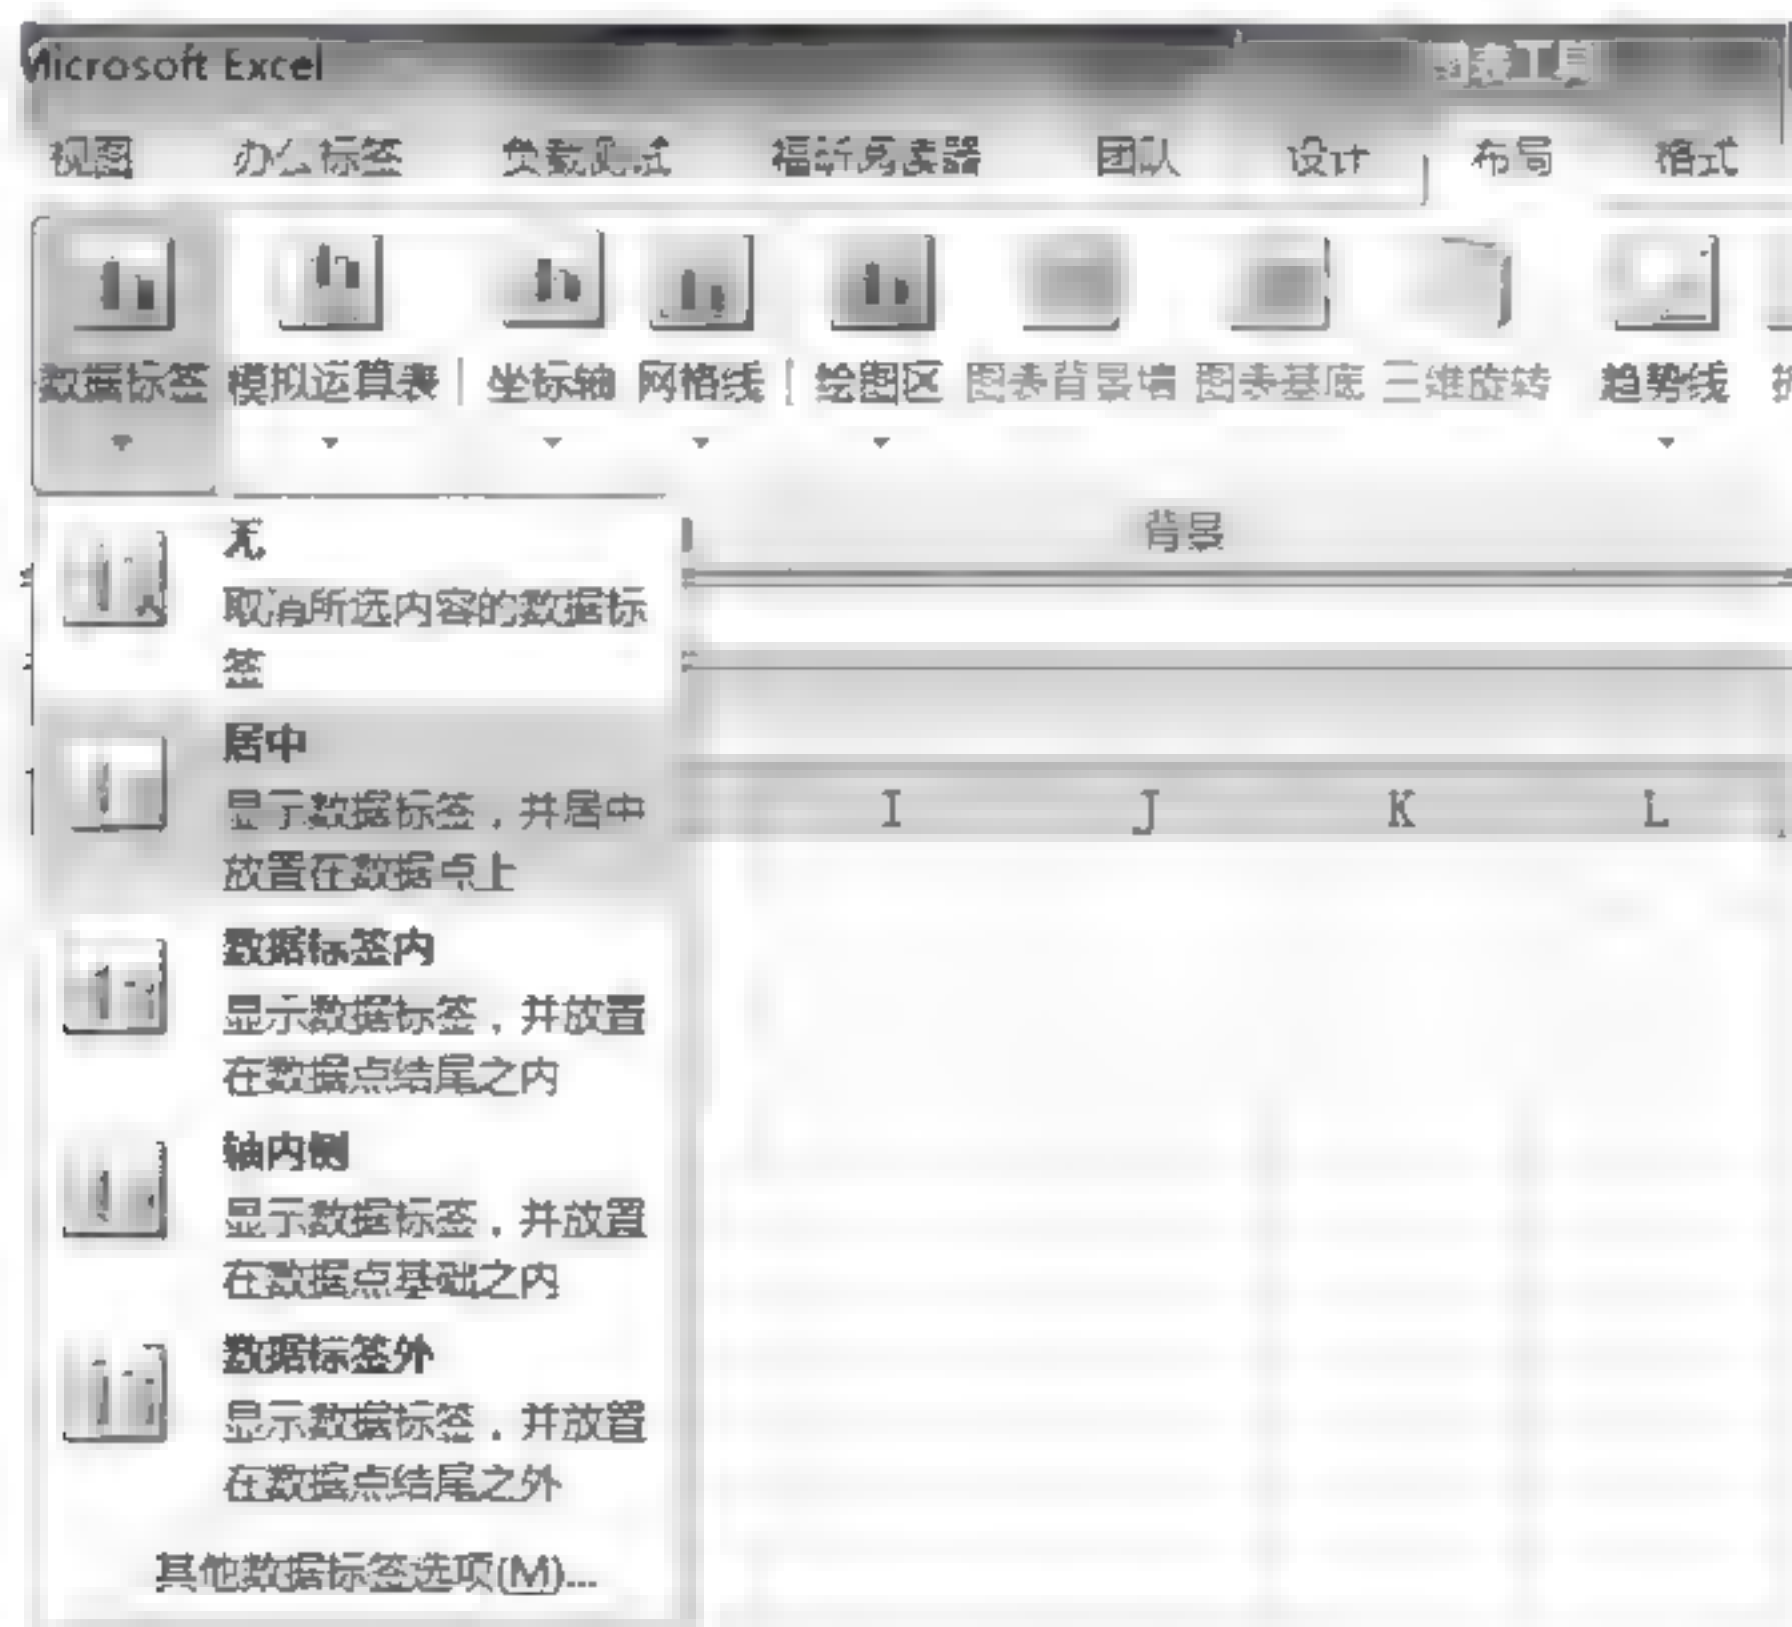 Microsoft Excel
图表工具
视图 办公标签 负载测试 福昕阅读器 团队 设计 布局 格式
数据标签 模拟运算表 坐标轴 网格线 绘图区 图表背景墙 图表基底 三维旋转 趋势线
背景
无
取消所选内容的数据标
签
居中
显示数据标签，并居中
放置在数据点上
I J K L
数据标签内
显示数据标签，并放置
在数据点结尾之内
轴内侧
显示数据标签，并放置
在数据点基础之内
数据标签外
显示数据标签，并放置
在数据点结尾之外
其他数据标签选项(M)...